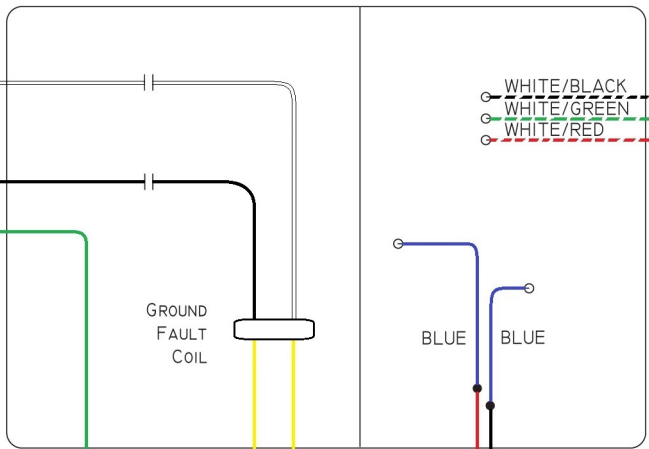 WHITE/BLACK
WHITE/GREEN
WHITE/RED
GROUND
FAULT
COIL
BLUE BLUE